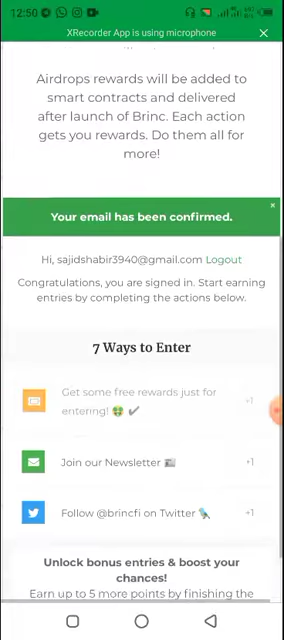 12:50
XRecorder App is using microphone
Airdrops rewards will be added to
smart contracts and delivered
after launch of Brinc. Each action
gets you rewards. Do them all for
more!
Your email has been confirmed.
Hi, sajidshabir3940@gmail.com Logout
Congratulations, you are signed in. Start earning
entries by completing the actions below.
7 Ways to Enter
Get some free rewards just for +1
entering! 🤑 ✔
Join our Newsletter 📰 +1
Follow @brincfi on Twitter +1
Unlock bonus entries & boost your
chances!
Earn up to 5 more points by finishing the